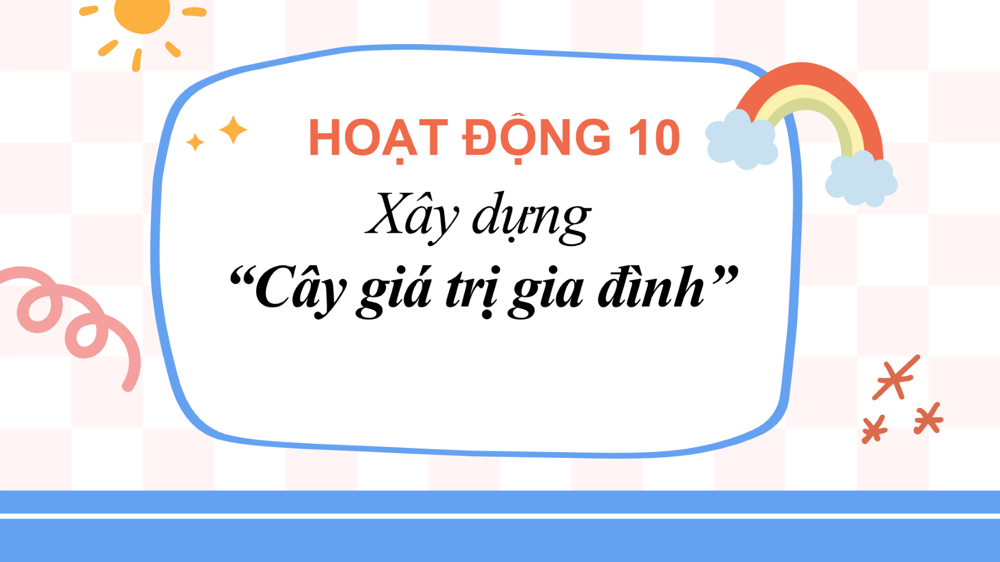 HOẠT ĐỘNG 10
Xây dựng
“Cây giá trị gia đình”